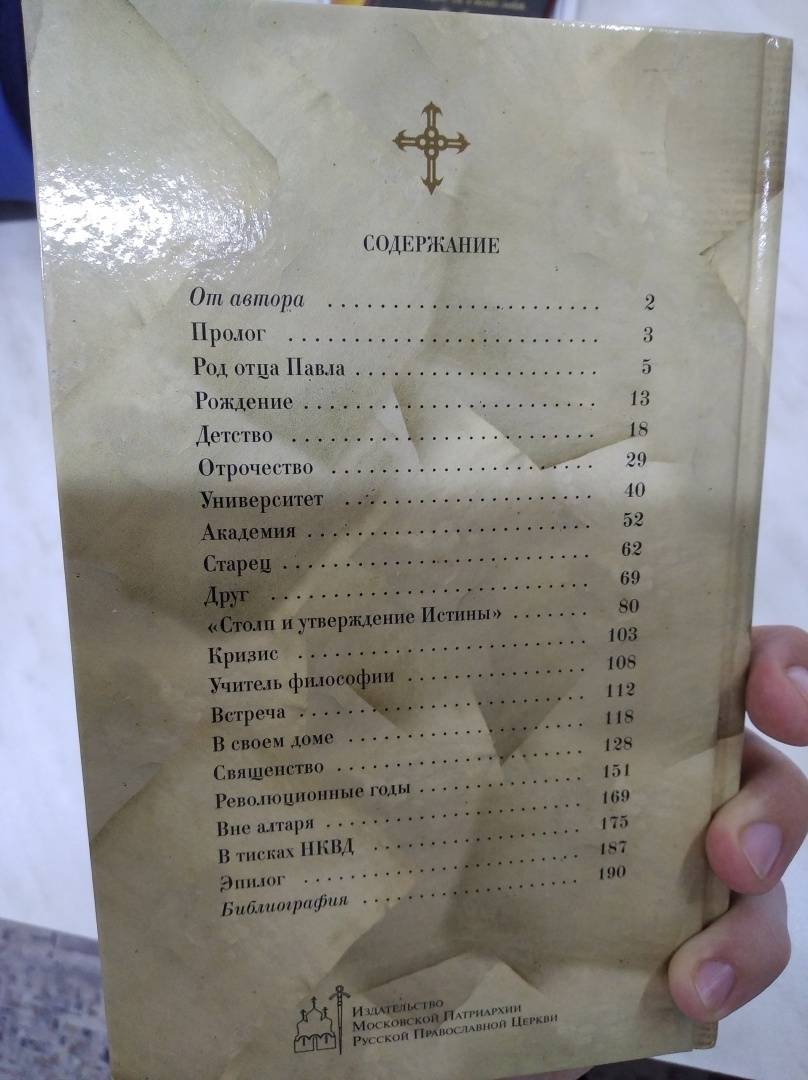 СОДЕРЖАНИЕ
От автора . . . . . . . . . . . . . . . . . . . . . . . . . . 2
Пролог . . . . . . . . . . . . . . . . . . . . . . . . . . . . . 3
Род отца Павла . . . . . . . . . . . . . . . . . . . . . . . 5
Рождение . . . . . . . . . . . . . . . . . . . . . . . . . . . 13
Детство . . . . . . . . . . . . . . . . . . . . . . . . . . . . 18
Отрочество . . . . . . . . . . . . . . . . . . . . . . . . . 29
Университет . . . . . . . . . . . . . . . . . . . . . . . . 40
Академия . . . . . . . . . . . . . . . . . . . . . . . . . . 52
Старец . . . . . . . . . . . . . . . . . . . . . . . . . . . . 62
Друг . . . . . . . . . . . . . . . . . . . . . . . . . . . . . 69
«Столп и утверждение Истины» . . . . . . . 80
Кризис . . . . . . . . . . . . . . . . . . . . . . . . . . . 103
Учитель философии . . . . . . . . . . . . . . . . 108
Встреча . . . . . . . . . . . . . . . . . . . . . . . . . . 112
В своем доме . . . . . . . . . . . . . . . . . . . . . . 118
Священство . . . . . . . . . . . . . . . . . . . . . . . 128
Революционные годы . . . . . . . . . . . . . . . 151
Вне алтаря . . . . . . . . . . . . . . . . . . . . . . . . 169
В тисках НКВД . . . . . . . . . . . . . . . . . . . . 175
Эпилог . . . . . . . . . . . . . . . . . . . . . . . . . . . 187
Библиография . . . . . . . . . . . . . . . . . . . . . 190
Издательство
Московской Патриархии
Русской Православной Церкви